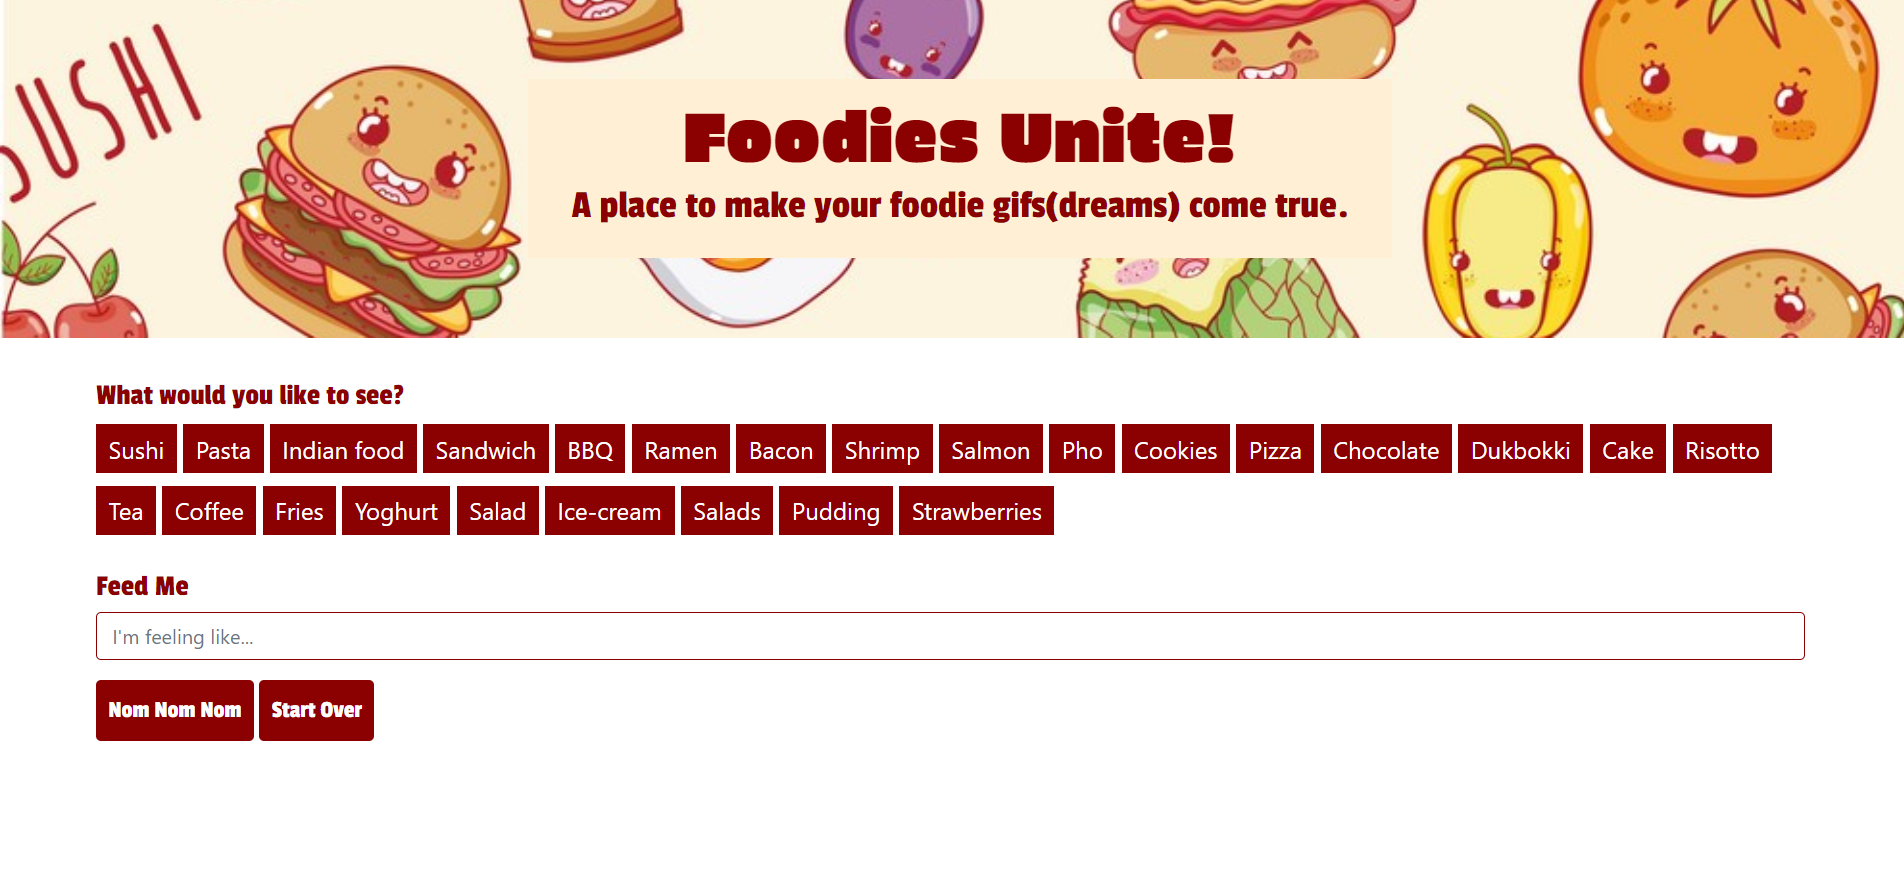 SUSHI
Foodies Unite!
A place to make your foodie gifs(dreams) come true.
What would you like to see?
Sushi Pasta Indian food Sandwich BBQ Ramen Bacon Shrimp Salmon Pho Cookies Pizza Chocolate Dukbokki Cake Risotto
Tea Coffee Fries Yoghurt Salad Ice-cream Salads Pudding Strawberries
Feed Me
I'm feeling like...
Nom Nom Nom Start Over